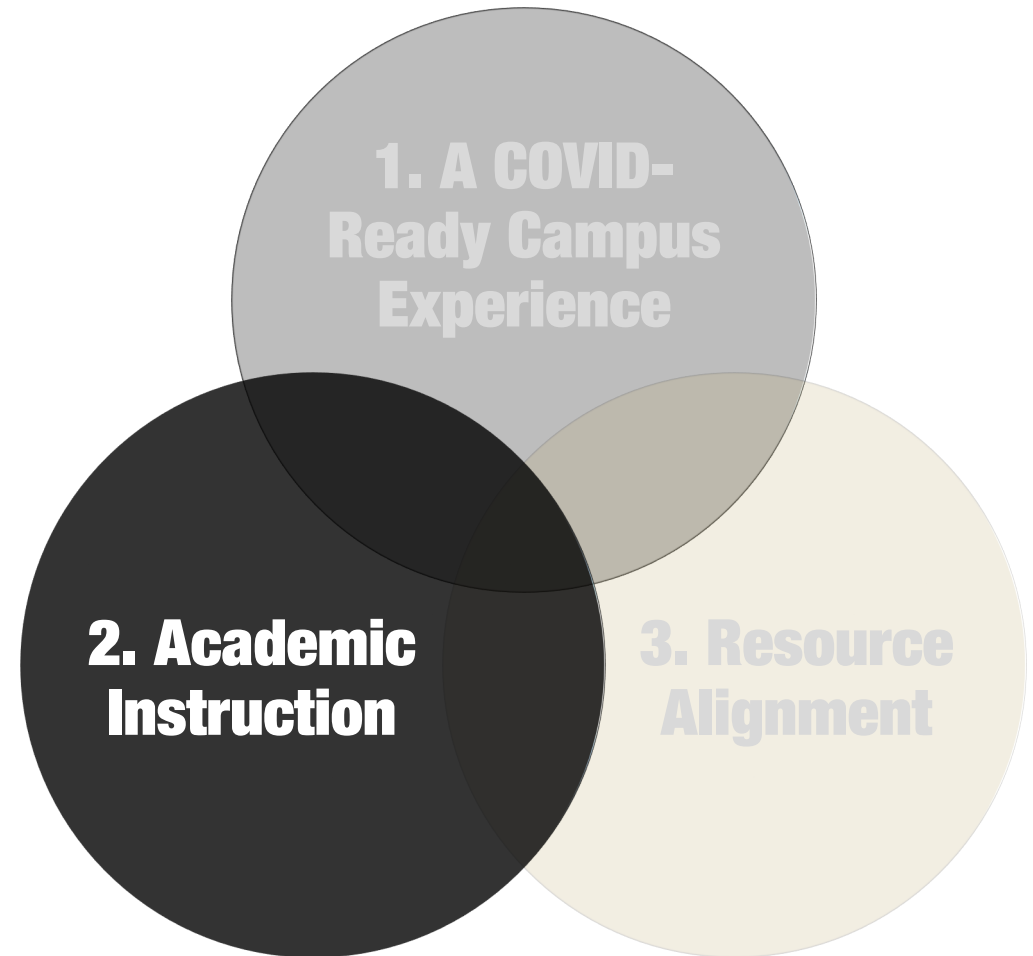 1. A COVID-
Ready Campus
Experience
2. Academic
Instruction
3. Resource
Alignment